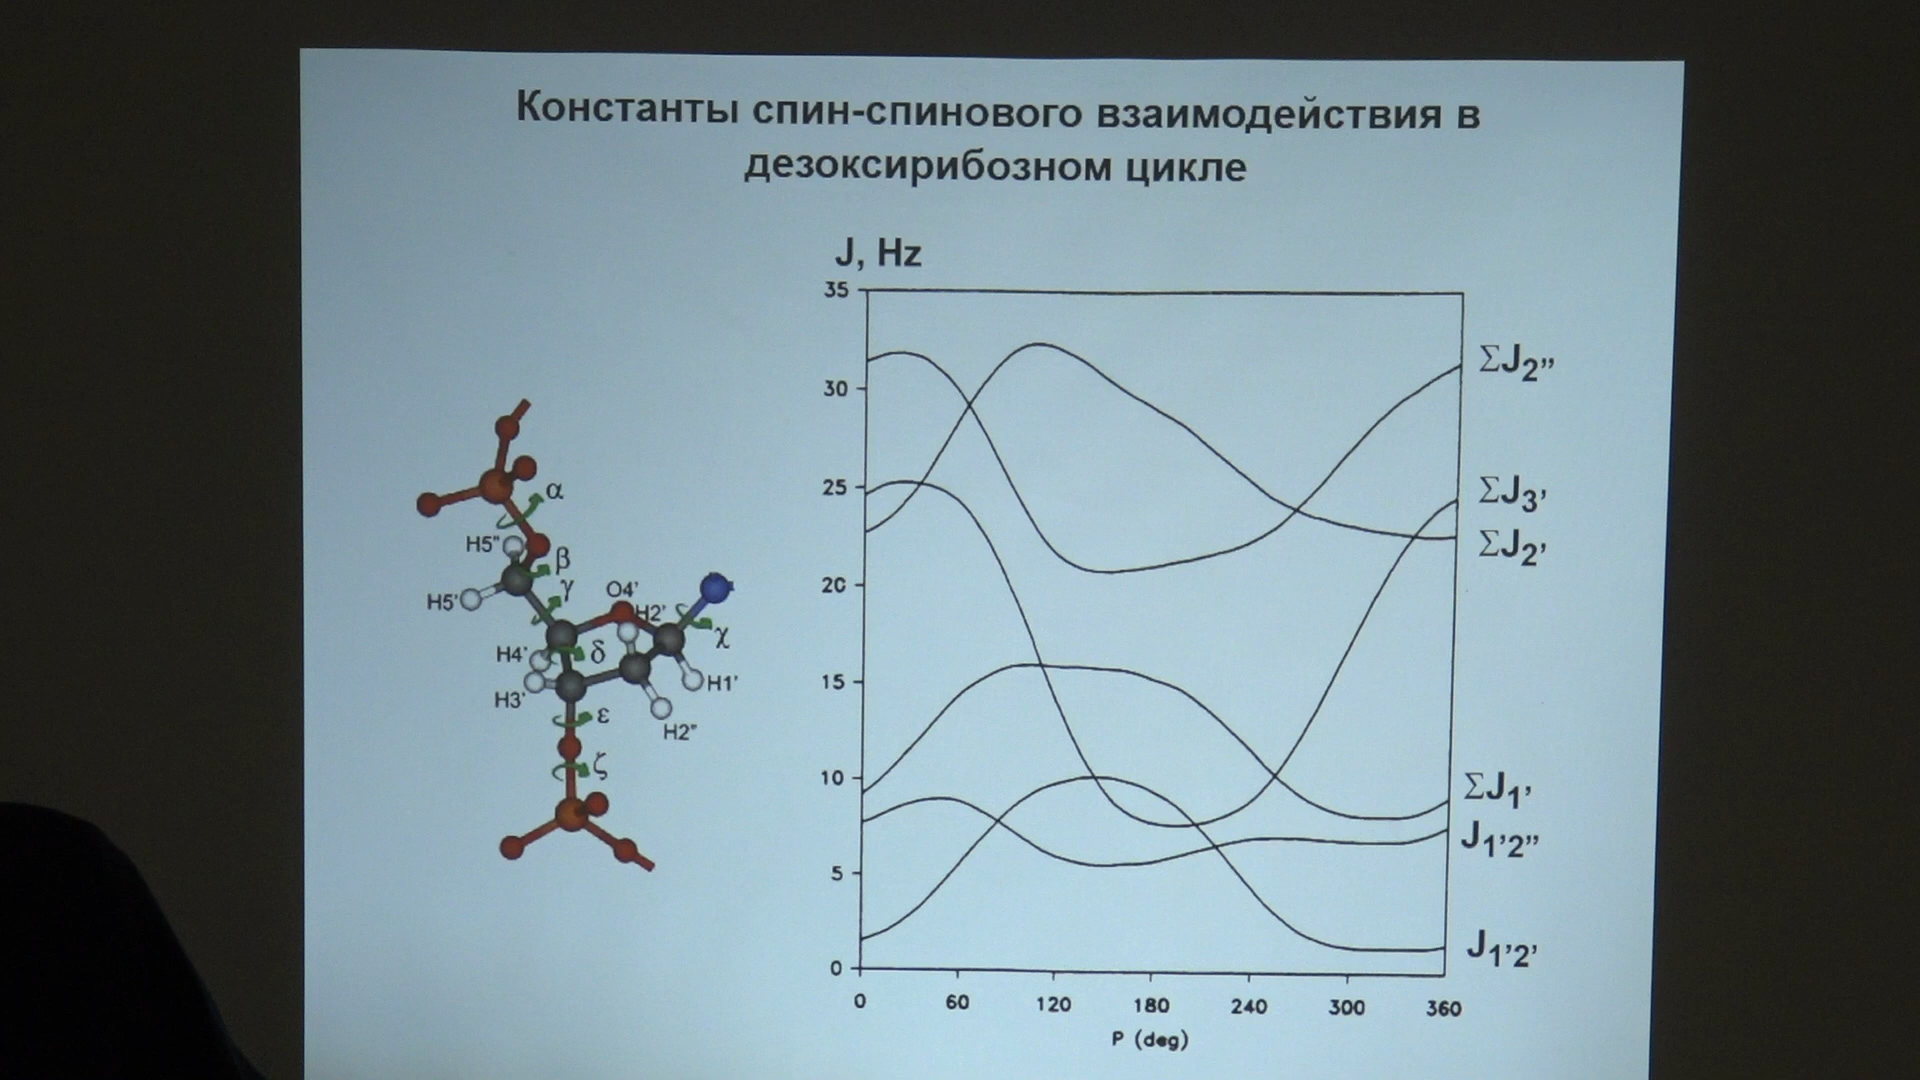 Константы спин-спинового взаимодействия в
дезоксирибозном цикле
J, Hz
35
30
25
20
15
10
5
0
0 60 120 180 240 300 360
P (deg)
ΣJ2”
ΣJ3’
ΣJ2’
ΣJ1’
J1’2”
J1’2’
α
H5"
β
γ
H5'
O4'
H2'
χ
H4'
δ
H3'
H1'
ε
H2"
ζ